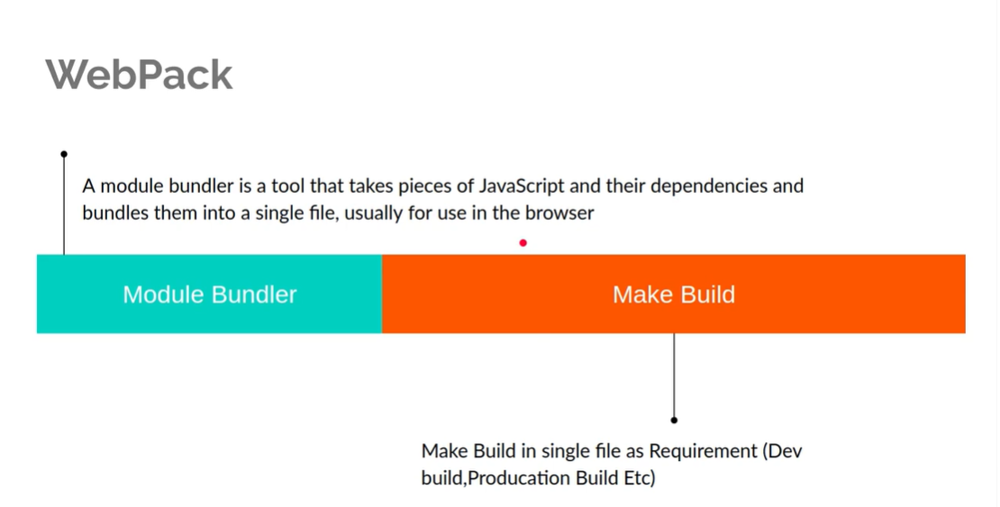 WebPack
A module bundler is a tool that takes pieces of JavaScript and their dependencies and
bundles them into a single file, usually for use in the browser
Module Bundler
Make Build
Make Build in single file as Requirement (Dev
build,Producation Build Etc)